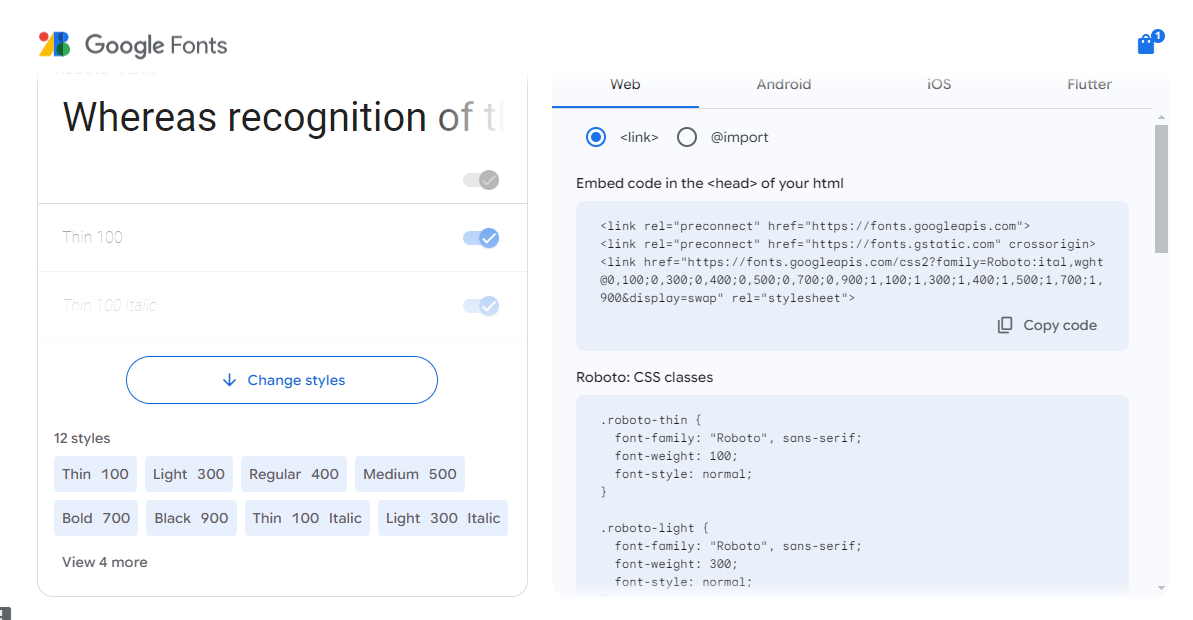 Google Fonts
1
Whereas recognition of th
Thin 100
Thin 100 Italic
Change styles
12 styles
Thin 100
Light 300
Regular 400
Medium 500
Bold 700
Black 900
Thin 100 Italic
Light 300 Italic
View 4 more
Web
Android
iOS
Flutter
<link>
@import
Embed code in the <head> of your html
<link rel="preconnect" href="https://fonts.googleapis.com">
<link rel="preconnect" href="https://fonts.gstatic.com" crossorigin>
<link href="https://fonts.googleapis.com/css2?family=Roboto:ital,wght
@0,100;0,300;0,400;0,500;0,700;0,900;1,100;1,300;1,400;1,500;1,700;1,
900&display=swap" rel="stylesheet">
Copy code
Roboto: CSS classes
.roboto-thin {
font-family: "Roboto", sans-serif;
font-weight: 100;
font-style: normal;
}
.roboto-light {
font-family: "Roboto", sans-serif;
font-weight: 300;
font-style: normal;